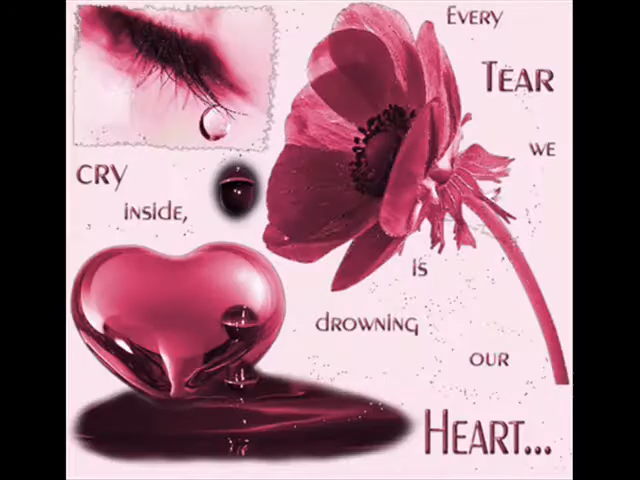 Every
Tear
we
cry
inside,
is
drowning
our
Heart...